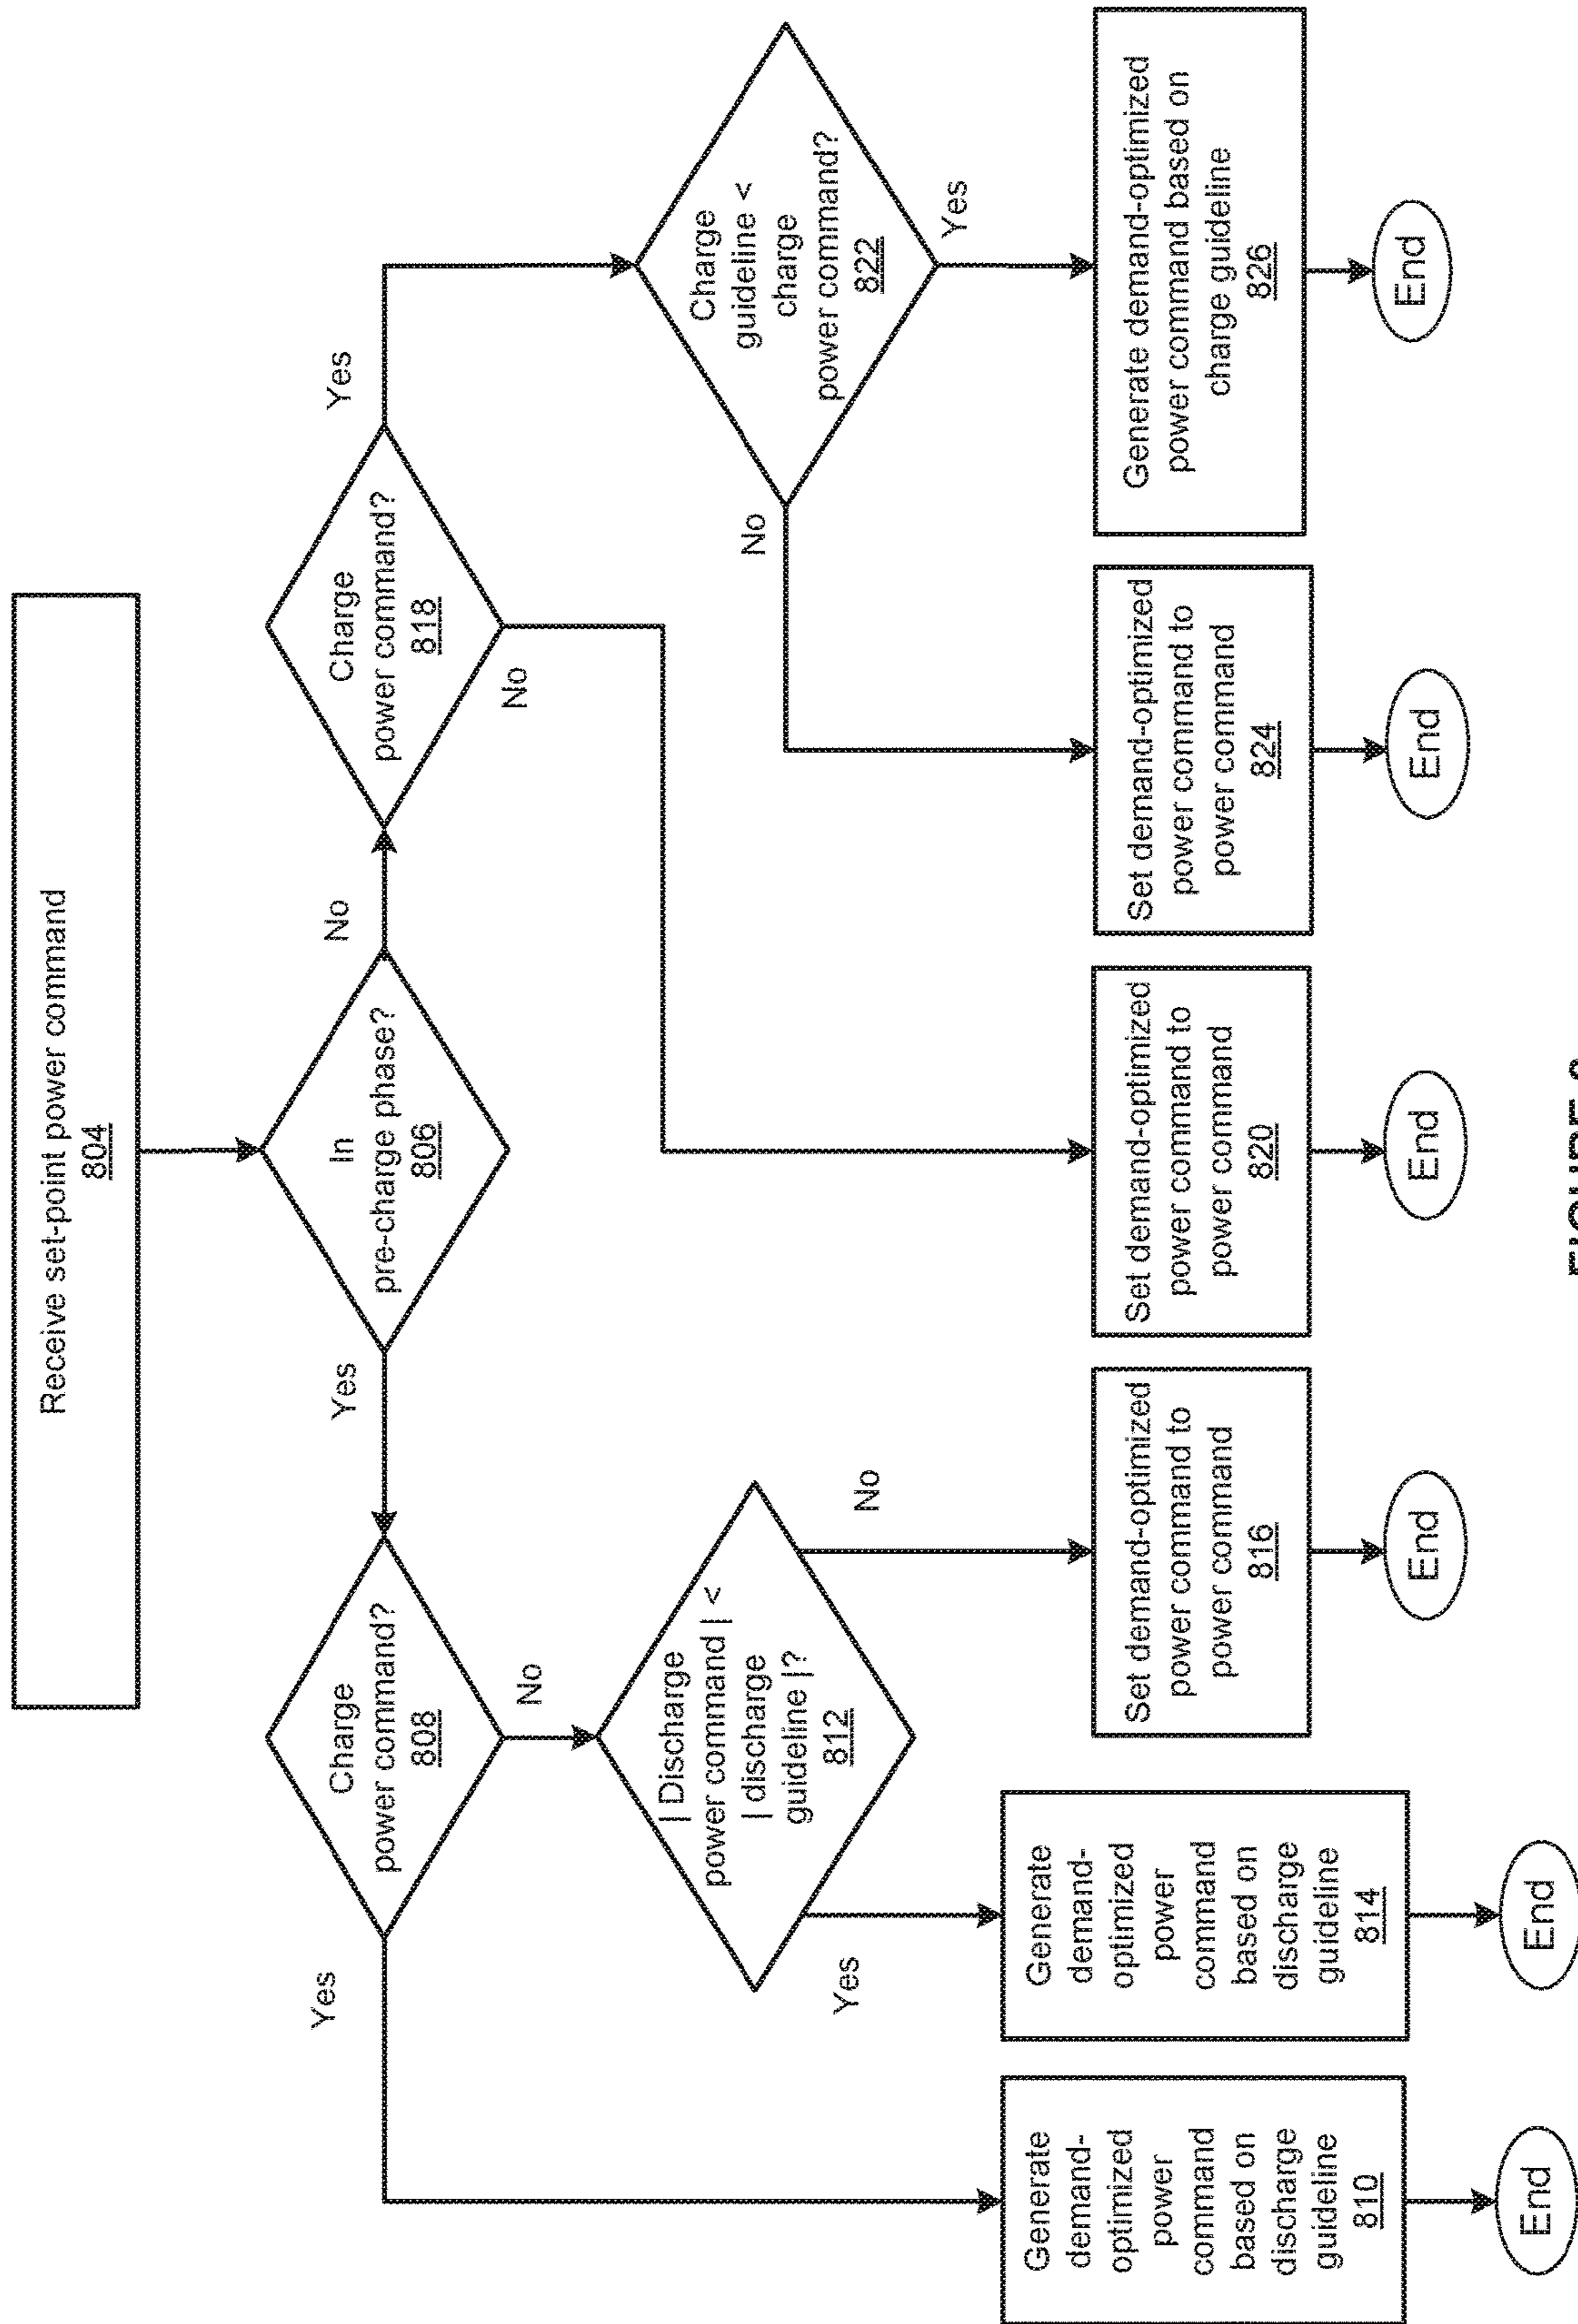 Receive set-point power command
804
In
pre-charge phase?
806
Yes
No
Charge
power command?
808
Yes
No
Charge
power command?
818
Yes
No
| Discharge
power command | <
| discharge
guideline |?
812
Yes
No
Charge
guideline <
charge
power command?
822
No
Yes
Generate
demand-
optimized
power
command
based on
discharge
guideline
810
End
Generate
demand-
optimized
power
command
based on
discharge
guideline
814
End
Set demand-optimized
power command to
power command
816
End
Set demand-optimized
power command to
power command
820
End
Set demand-optimized
power command to
power command
824
End
Generate demand-optimized
power command based on
charge guideline
826
End
FIGURE